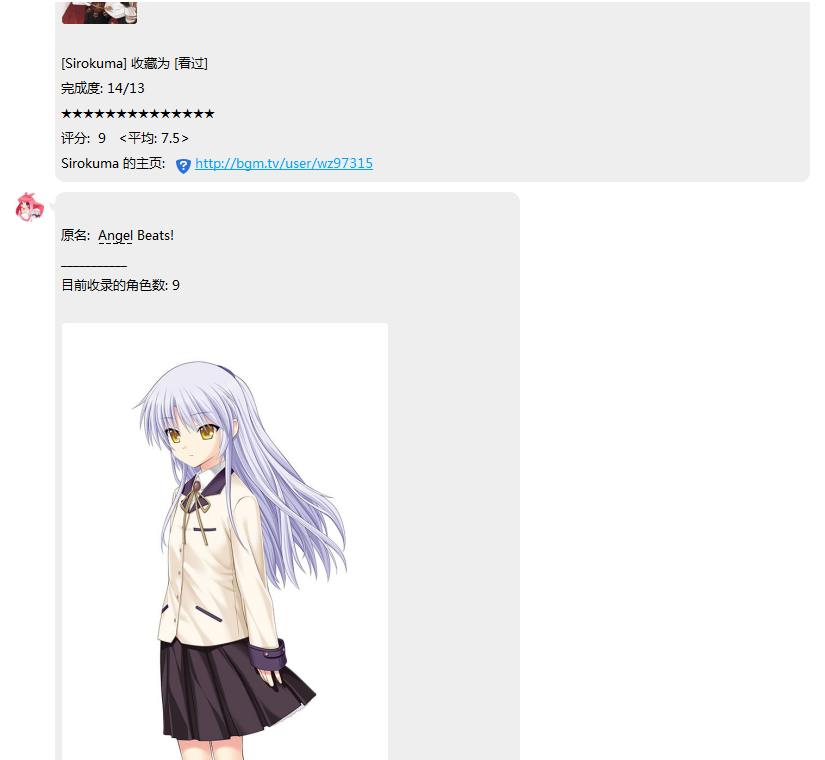 [Sirokuma] 收藏为 [看过]
完成度: 14/13
★★★★★★★★★★★★★★
评分: 9 <平均: 7.5>
Sirokuma 的主页: http://bgm.tv/user/wz97315
原名: Angel Beats!
___________
目前收录的角色数: 9